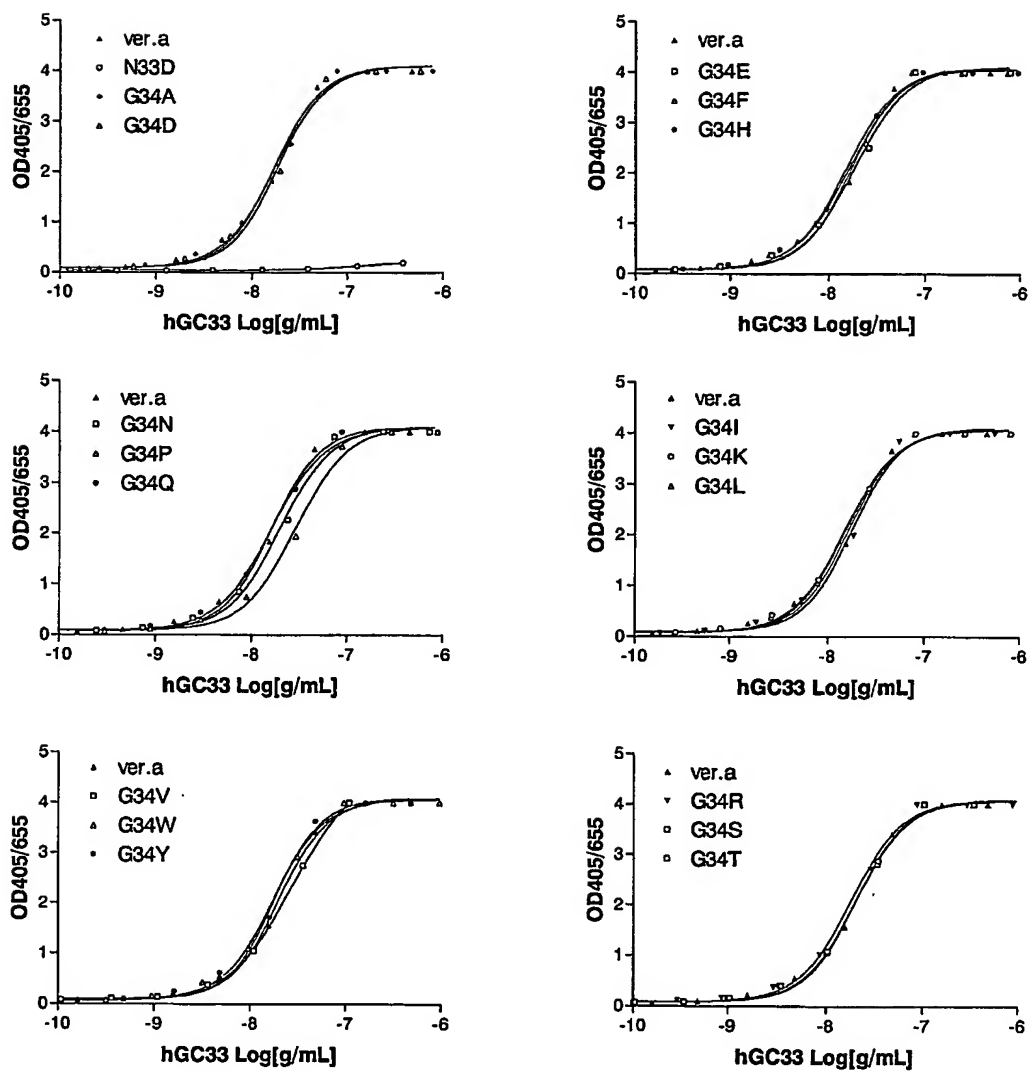 ver.a
N33D
G34A
G34D
OD405/655
5
4
3
2
1
0
-10
-9
-8
-7
-6
hGC33 Log[g/mL]
ver.a
G34E
G34F
G34H
OD405/655
5
4
3
2
1
0
-10
-9
-8
-7
-6
hGC33 Log[g/mL]
ver.a
G34N
G34P
G34Q
OD405/655
5
4
3
2
1
0
-10
-9
-8
-7
-6
hGC33 Log[g/mL]
ver.a
G34I
G34K
G34L
OD405/655
5
4
3
2
1
0
-10
-9
-8
-7
-6
hGC33 Log[g/mL]
ver.a
G34V
G34W
G34Y
OD405/655
5
4
3
2
1
0
-10
-9
-8
-7
-6
hGC33 Log[g/mL]
ver.a
G34R
G34S
G34T
OD405/655
5
4
3
2
1
0
-10
-9
-8
-7
-6
hGC33 Log[g/mL]